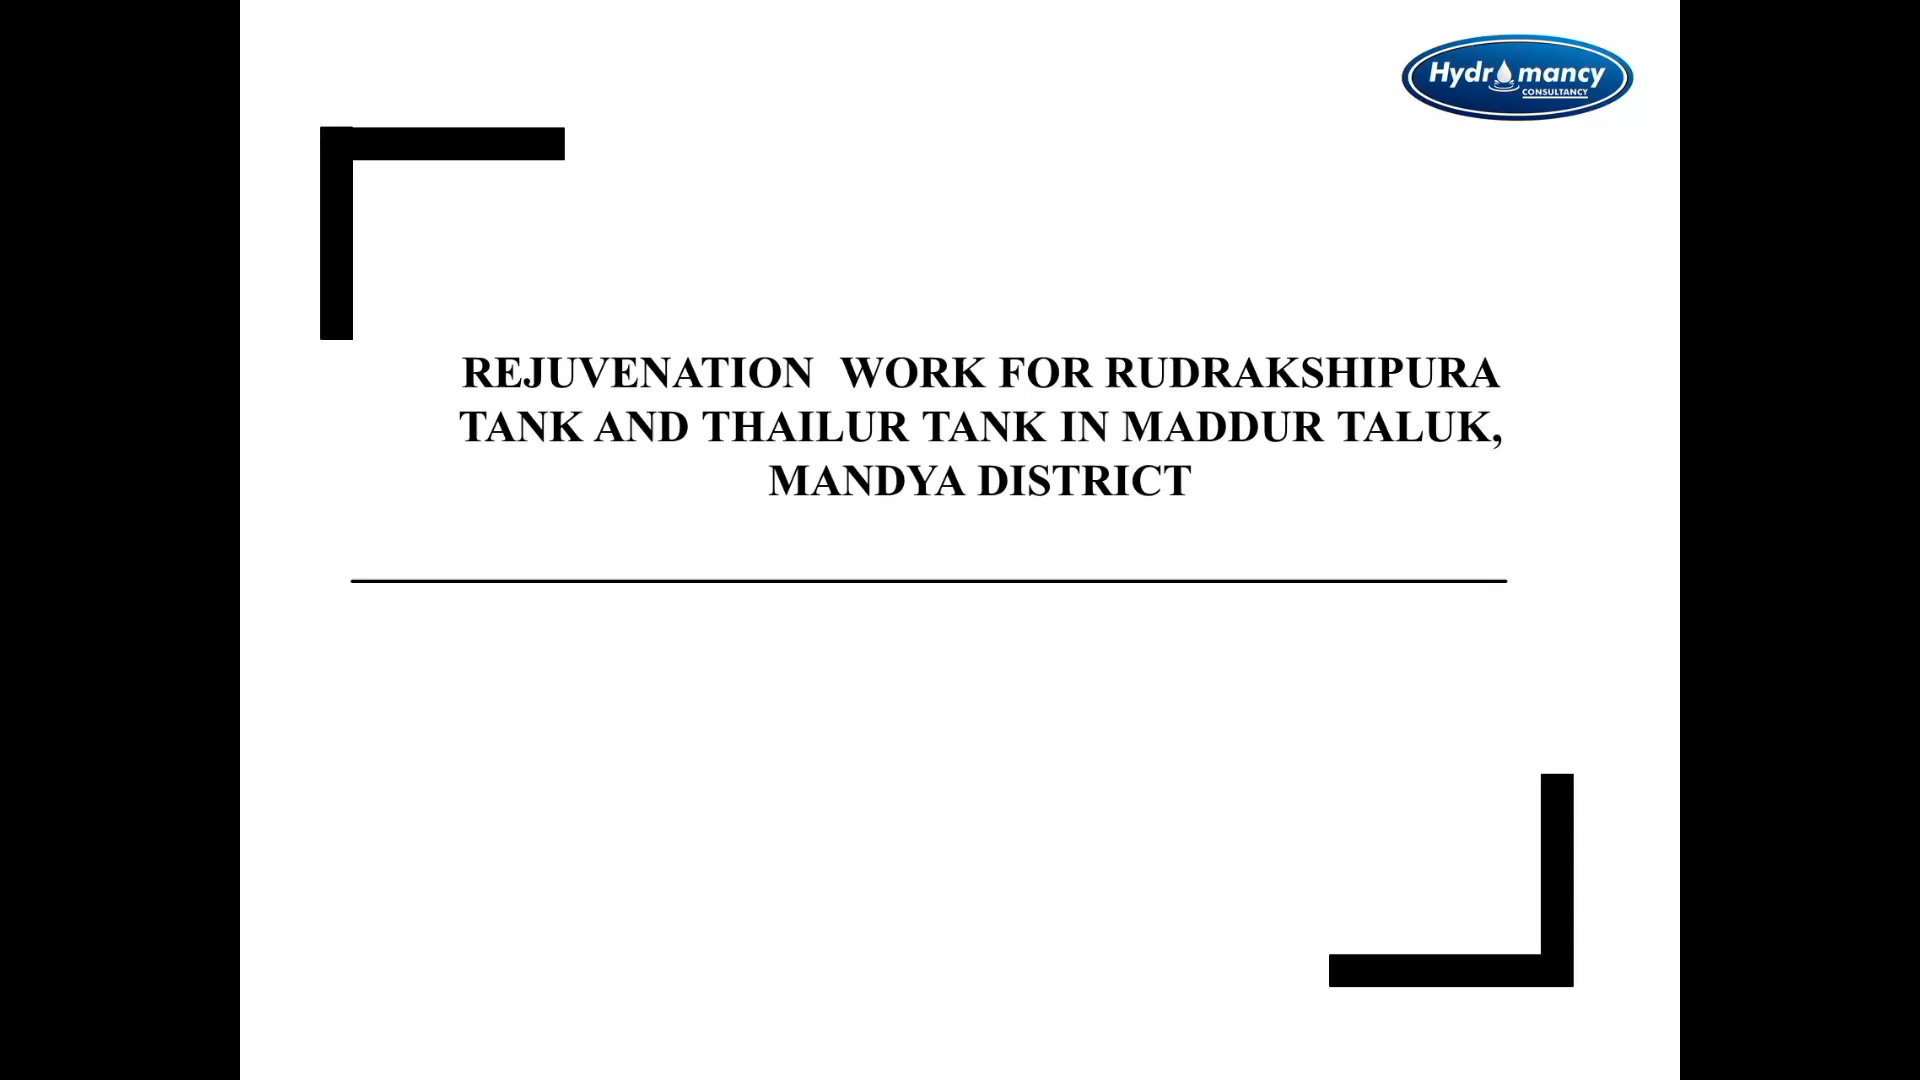 Hydromancy
CONSULTANCY
REJUVENATION WORK FOR RUDRAKSHIPURA
TANK AND THAILUR TANK IN MADDUR TALUK,
MANDYA DISTRICT